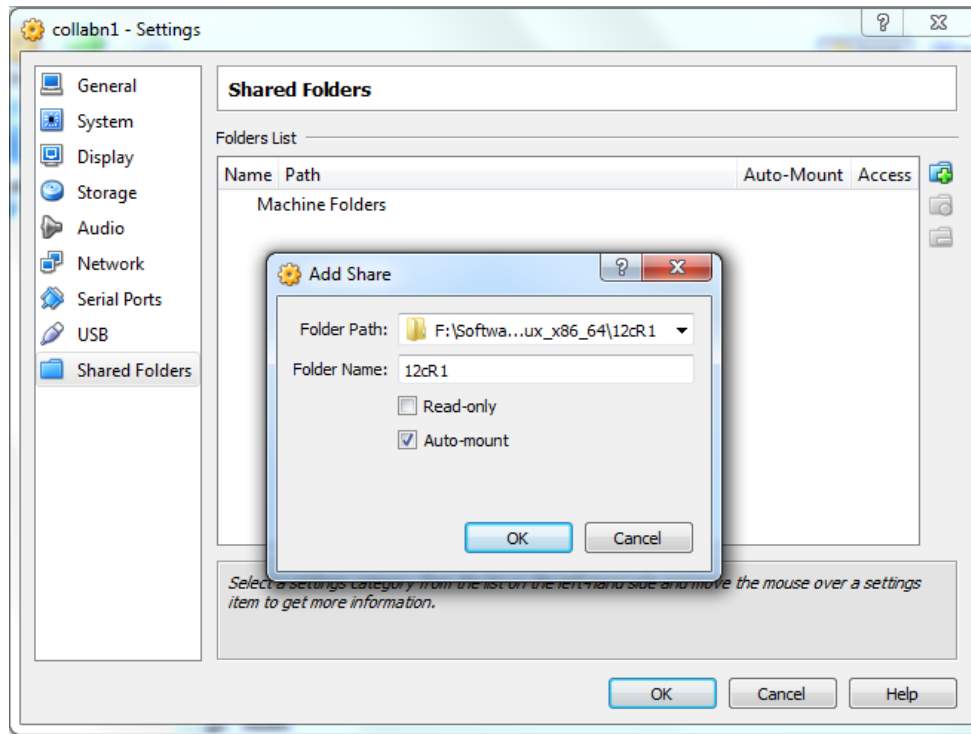 collabn1 - Settings
General
System
Display
Storage
Audio
Network
Serial Ports
USB
Shared Folders
Shared Folders
Folders List
Name Path Auto-Mount Access
Machine Folders
Add Share
Folder Path: F:\Softwa...ux_x86_64\12cR1
Folder Name: 12cR1
Read-only
Auto-mount
OK Cancel
Select a settings category from the list on the left-hand side and move the mouse over a settings
item to get more information.
OK Cancel Help